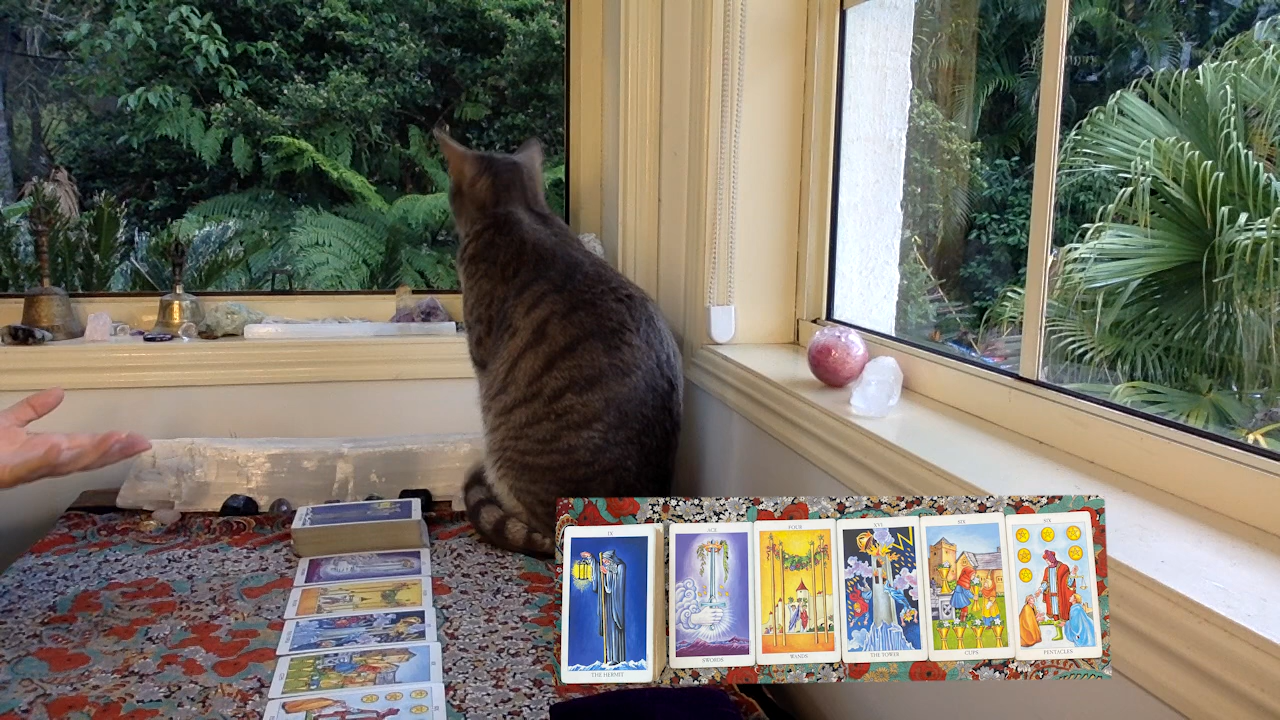 IX
THE HERMIT
ACE
SWORDS
FOUR
WANDS
XVI
THE TOWER
SIX
CUPS
SIX
PENTACLES